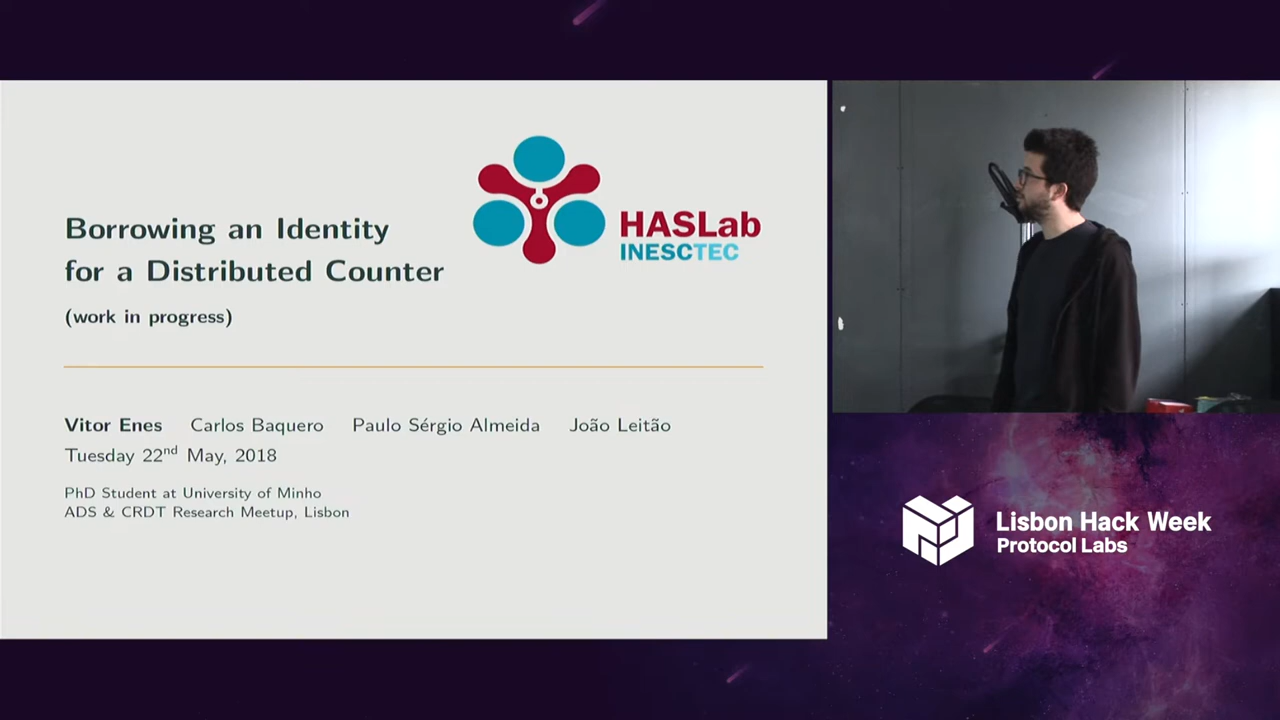 Borrowing an Identity
for a Distributed Counter
(work in progress)
HASLab
INESCTEC
Vitor Enes Carlos Baquero Paulo Sérgio Almeida João Leitão
Tuesday 22nd May, 2018
PhD Student at University of Minho
ADS & CRDT Research Meetup, Lisbon
Lisbon Hack Week
Protocol Labs